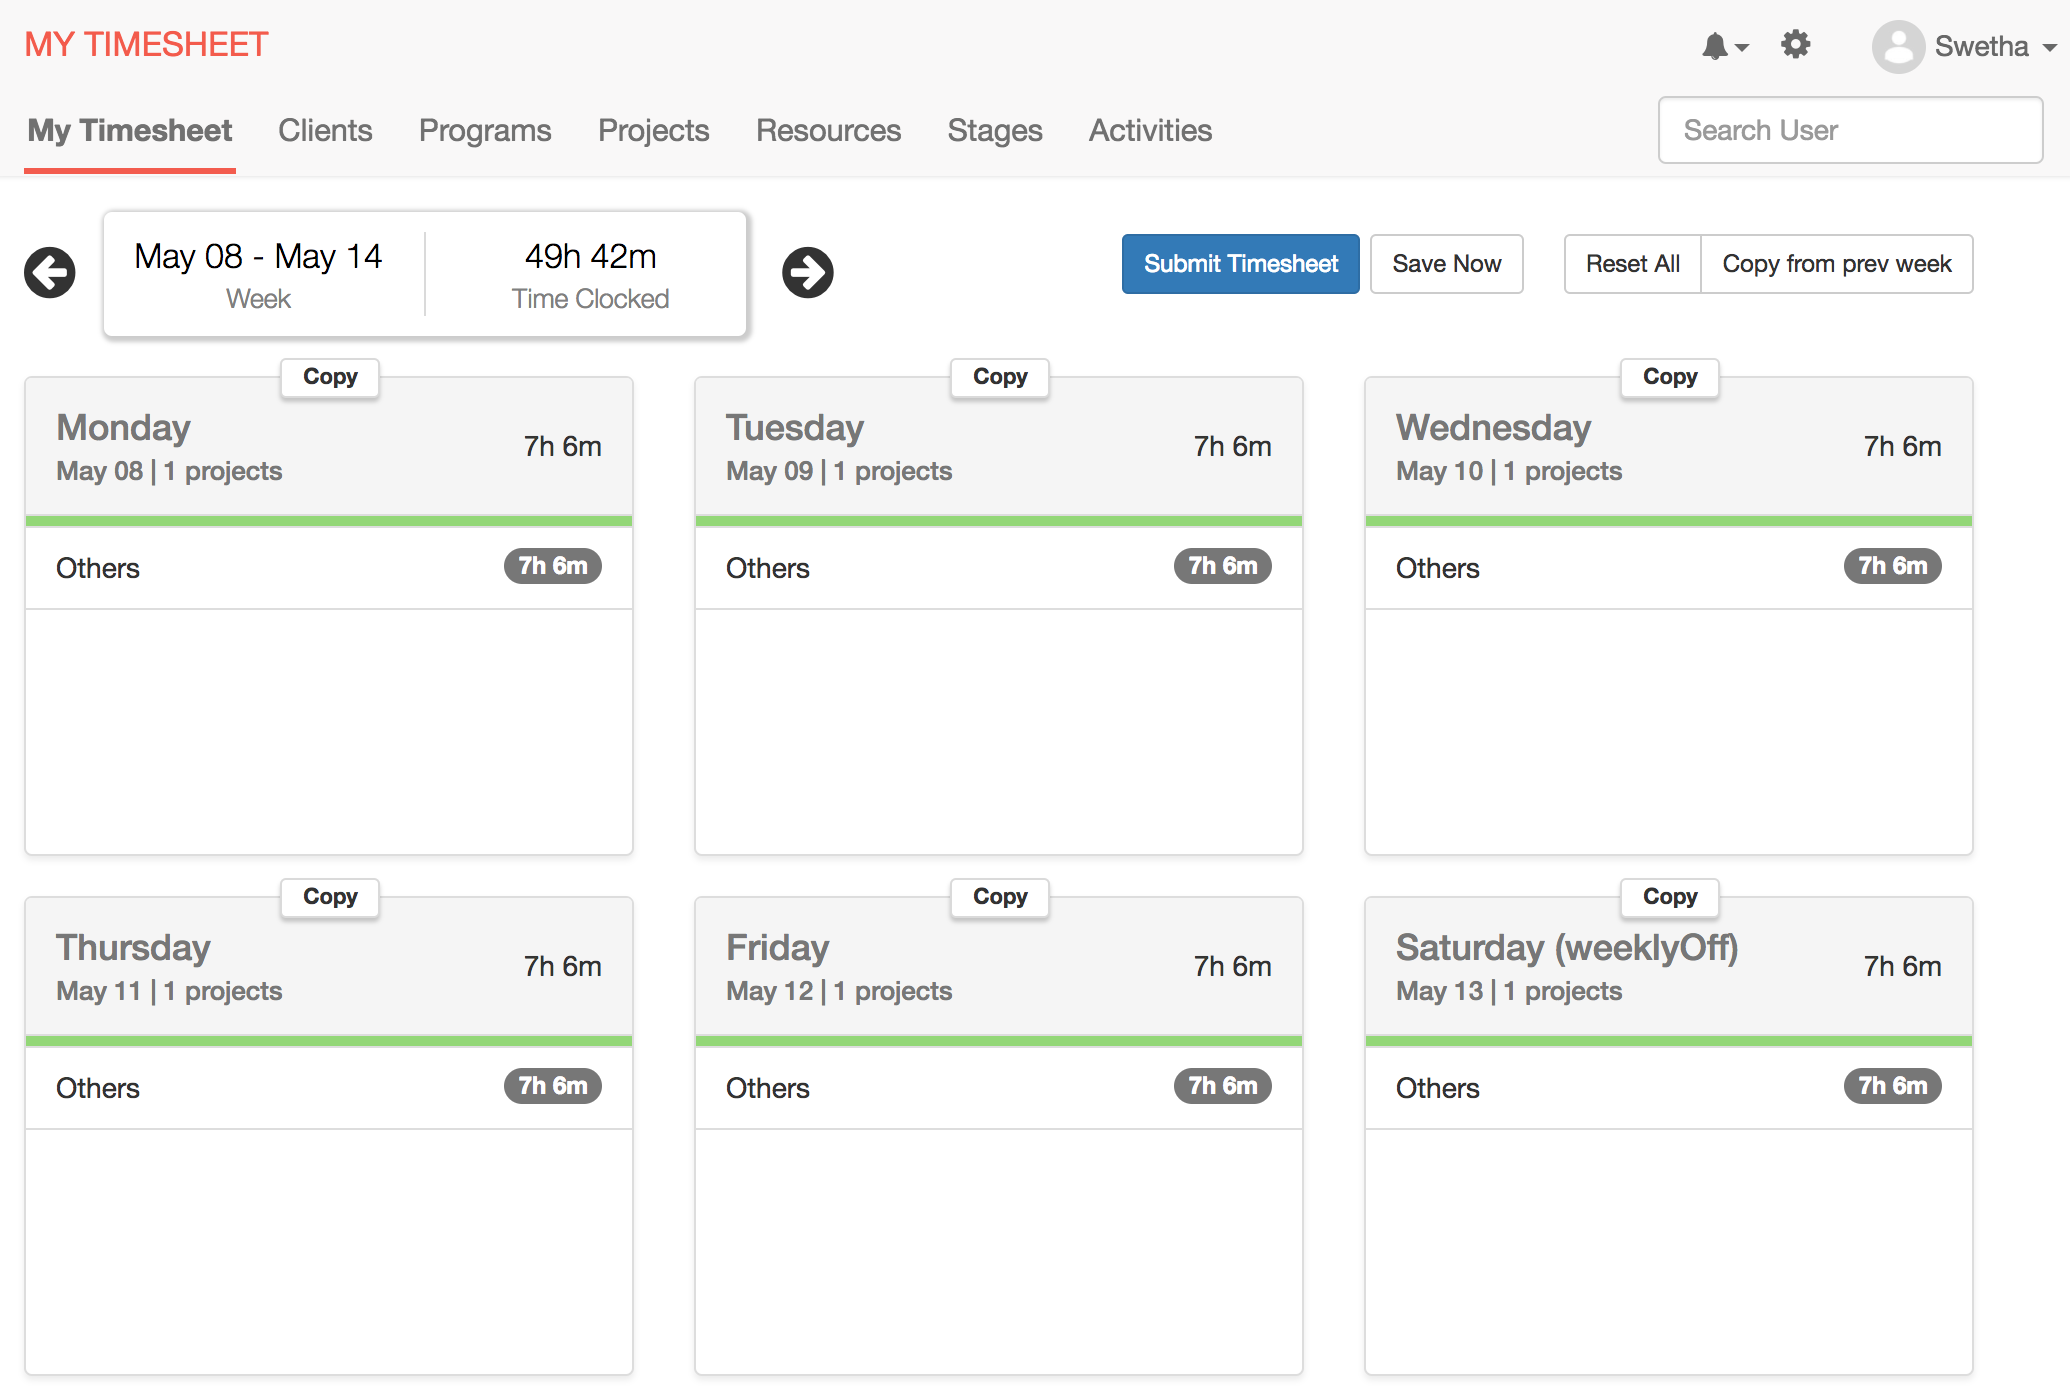 MY TIMESHEET
Swetha
My Timesheet Clients Programs Projects Resources Stages Activities
Search User
May 08 - May 14
Week
49h 42m
Time Clocked
Submit Timesheet
Save Now
Reset All
Copy from prev week
Copy
Monday
May 08 | 1 projects
7h 6m
Others
7h 6m
Copy
Tuesday
May 09 | 1 projects
7h 6m
Others
7h 6m
Copy
Wednesday
May 10 | 1 projects
7h 6m
Others
7h 6m
Copy
Thursday
May 11 | 1 projects
7h 6m
Others
7h 6m
Copy
Friday
May 12 | 1 projects
7h 6m
Others
7h 6m
Copy
Saturday (weeklyOff)
May 13 | 1 projects
7h 6m
Others
7h 6m